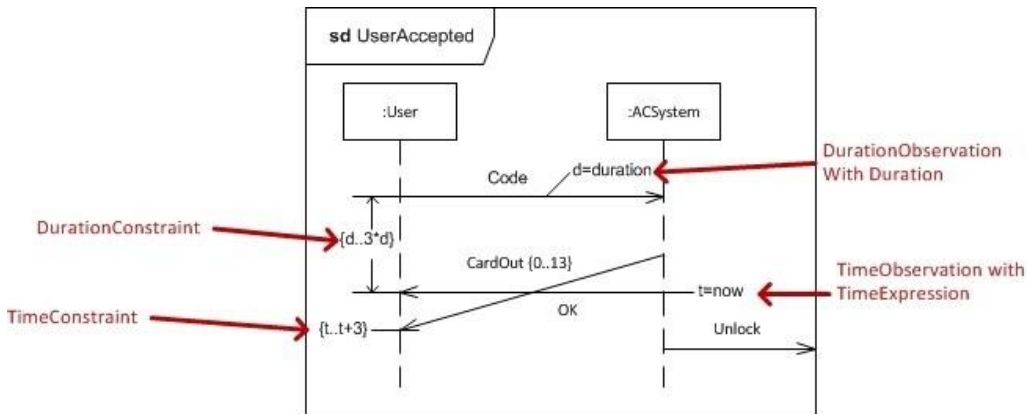 sd UserAccepted
:User
:ACSystem
DurationObservation
With Duration
d=duration
Code
DurationConstraint
{d..3*d}
CardOut {0..13}
TimeObservation with
TimeExpression
t=now
OK
TimeConstraint
{t..t+3}
Unlock